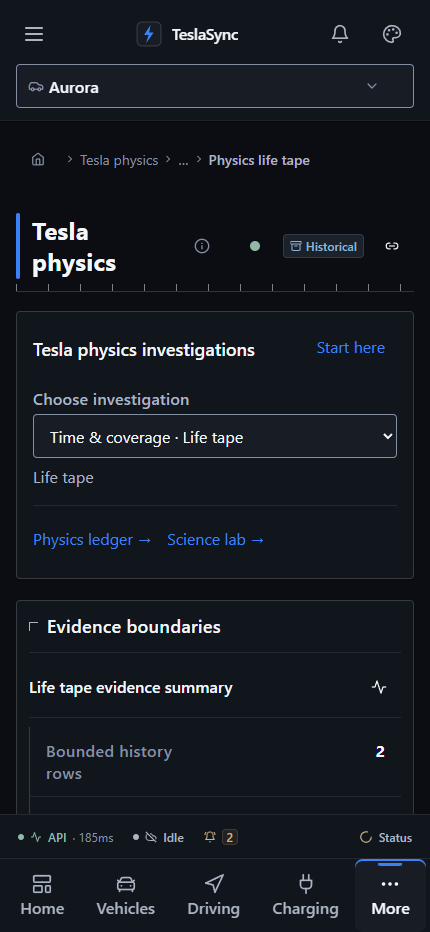 TeslaSync
Aurora
Tesla physics
...
Physics life tape
Tesla
physics
Historical
Tesla physics investigations
Start here
Choose investigation
Time & coverage · Life tape
Life tape
Physics ledger →
Science lab →
Evidence boundaries
Life tape evidence summary
Bounded history
rows
2
API · 185ms
Idle
2
Status
Home
Vehicles
Driving
Charging
More